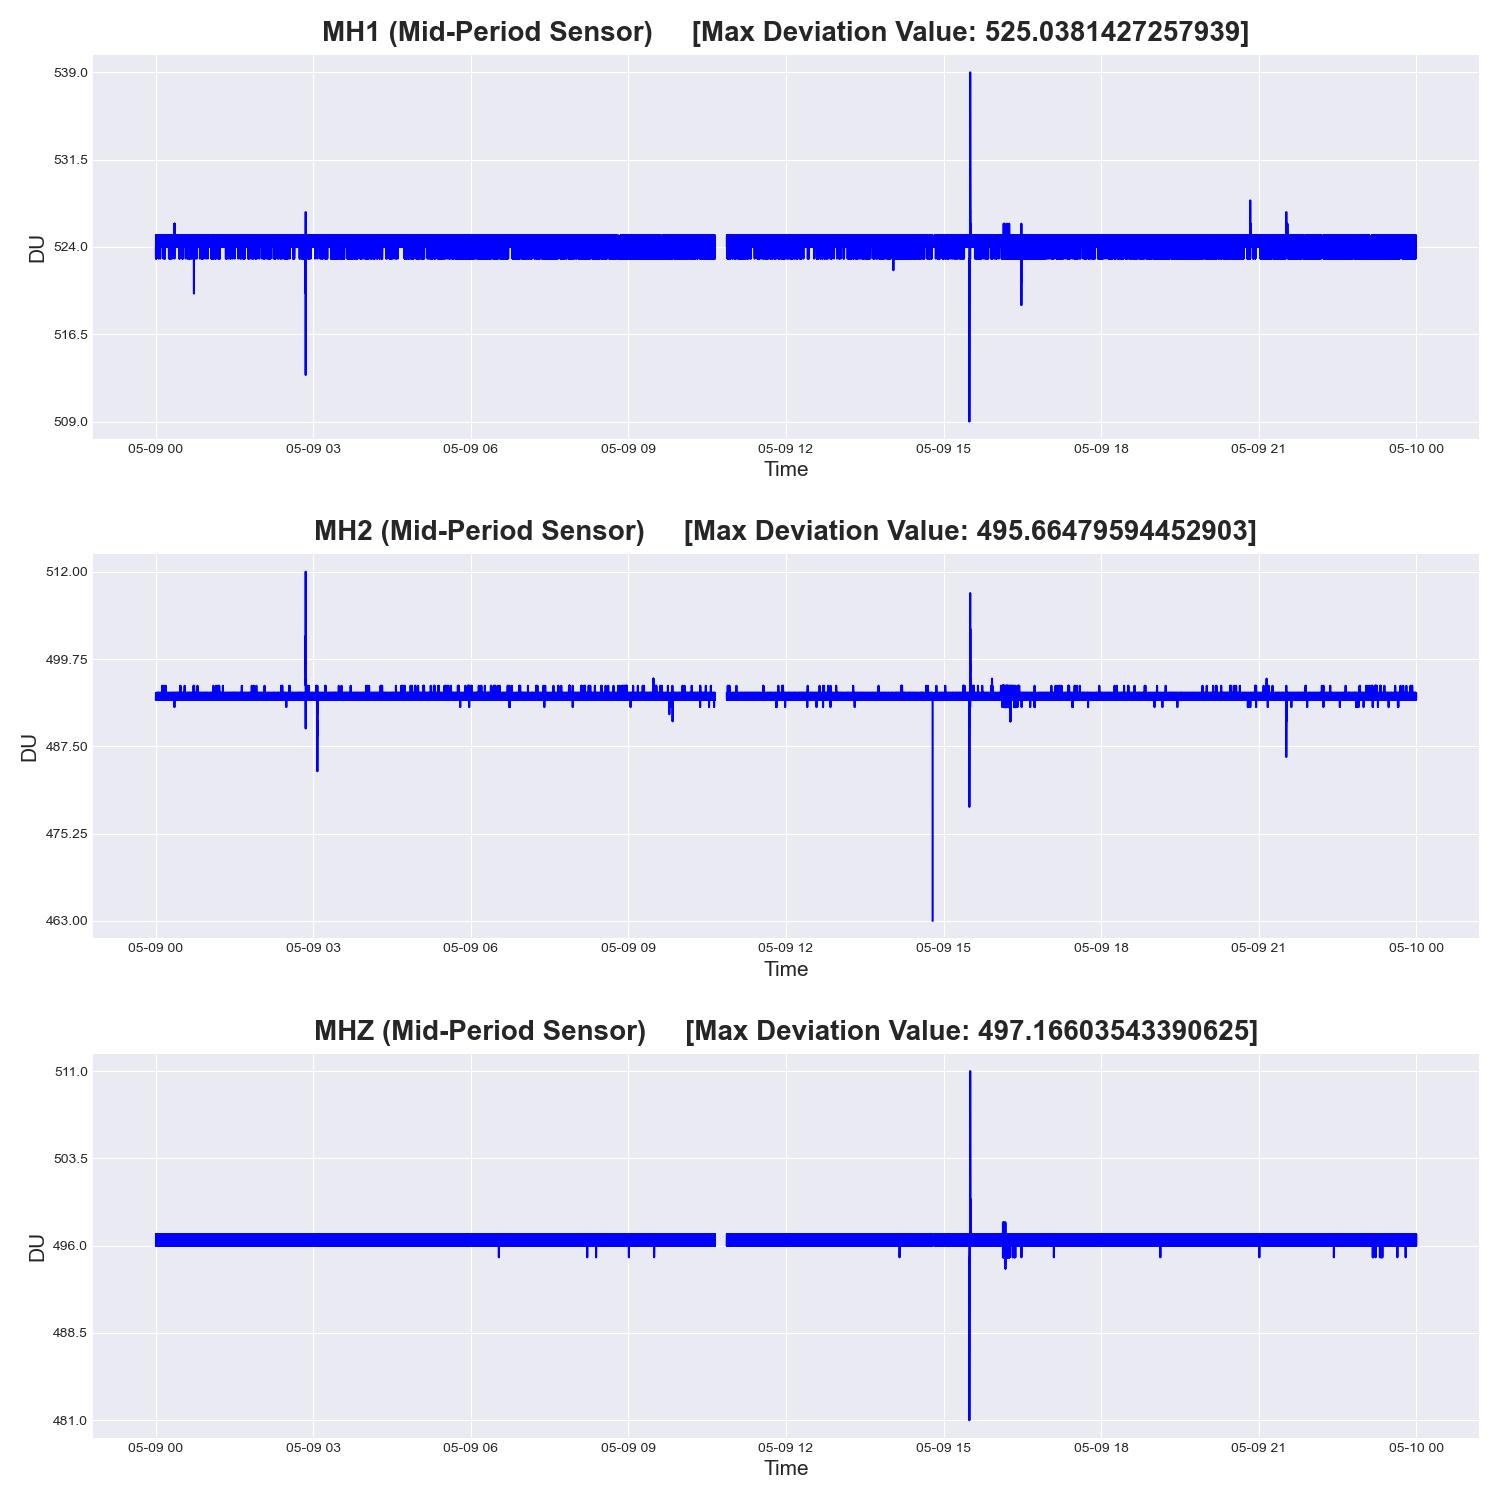 MH1 (Mid-Period Sensor) [Max Deviation Value: 525.0381427257939]
539.0
531.5
524.0
516.5
509.0
DU
05-09 00 05-09 03 05-09 06 05-09 09 05-09 12 05-09 15 05-09 18 05-09 21 05-10 00
Time
MH2 (Mid-Period Sensor) [Max Deviation Value: 495.66479594452903]
512.00
499.75
487.50
475.25
463.00
DU
05-09 00 05-09 03 05-09 06 05-09 09 05-09 12 05-09 15 05-09 18 05-09 21 05-10 00
Time
MHZ (Mid-Period Sensor) [Max Deviation Value: 497.16603543390625]
511.0
503.5
496.0
488.5
481.0
DU
05-09 00 05-09 03 05-09 06 05-09 09 05-09 12 05-09 15 05-09 18 05-09 21 05-10 00
Time